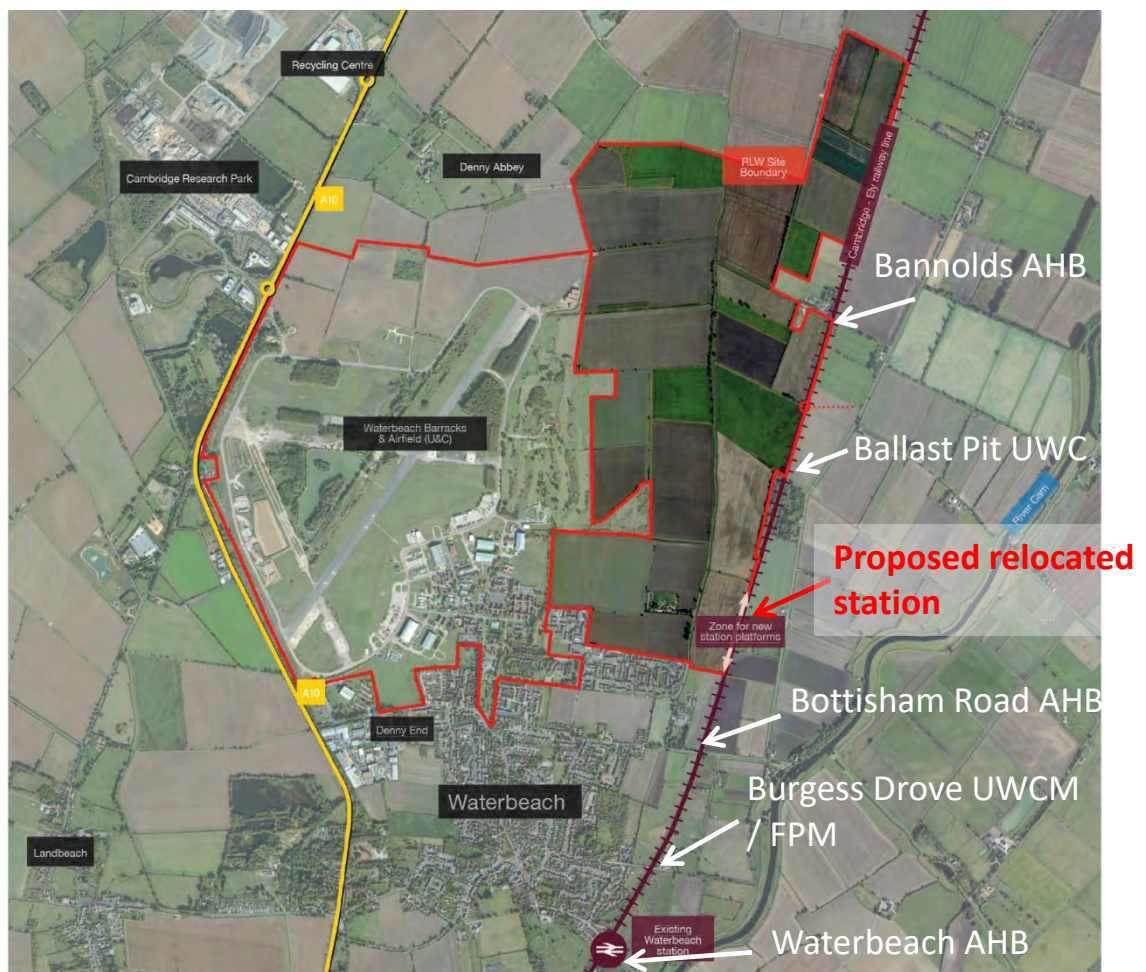 Recycling Centre
Cambridge Research Park
Denny Abbey
RLW Site
Boundary
A10
Cambridge - Ely railway line
Bannolds AHB
Waterbeach Barracks
& Airfield (U&C)
Ballast Pit UWC
River Cam
Proposed relocated
station
Zone for new
station platforms
A10
Bottisham Road AHB
Denny End
Burgess Drove UWCM
/ FPM
Waterbeach
Landbeach
Existing
Waterbeach
station
Waterbeach AHB